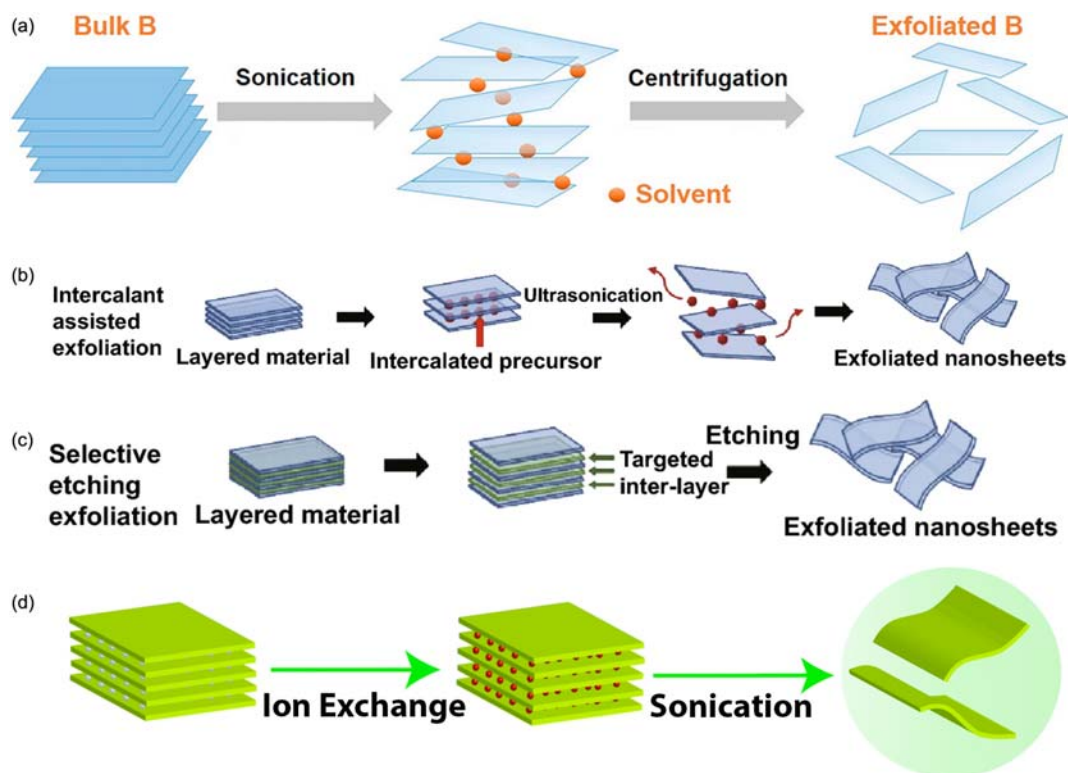 (a)
Bulk B
Sonication
Centrifugation
Exfoliated B
Solvent
(b)
Intercalant
assisted
exfoliation
Layered material
Intercalated precursor
Ultrasonication
Exfoliated nanosheets
(c)
Selective
etching
exfoliation
Layered material
Targeted
inter-layer
Etching
Exfoliated nanosheets
(d)
Ion Exchange
Sonication